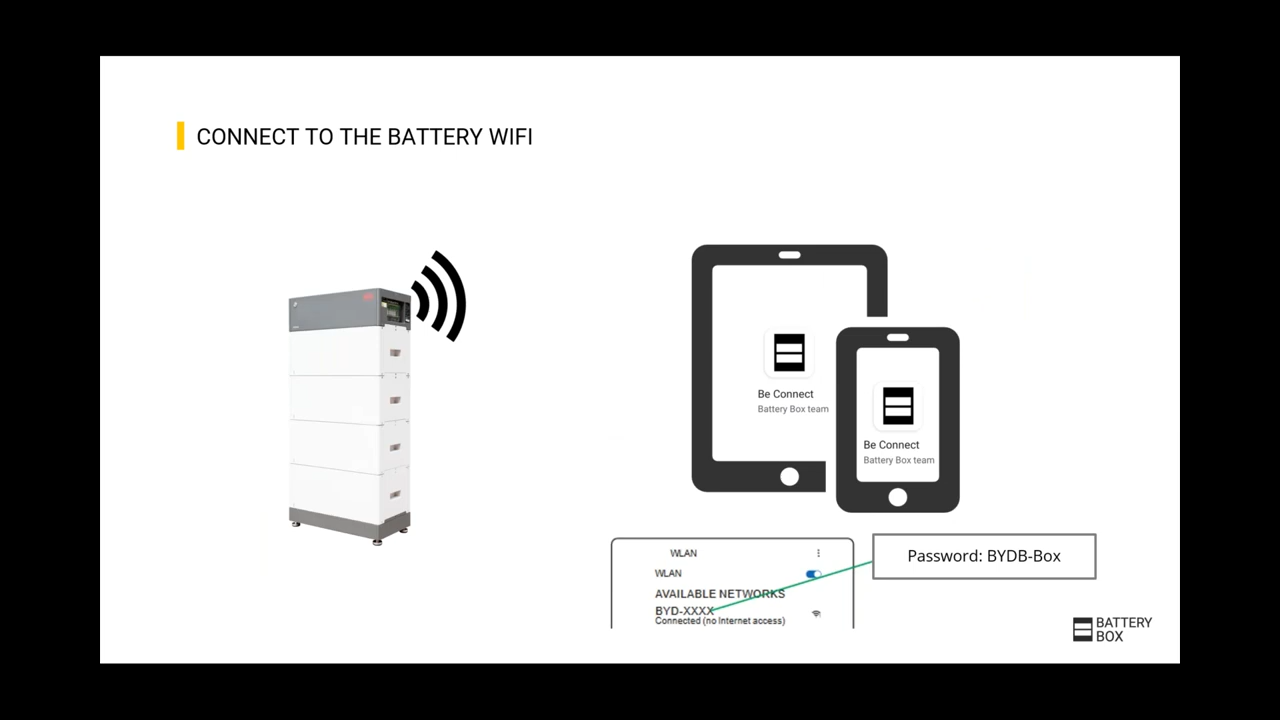 CONNECT TO THE BATTERY WIFI
Be Connect
Battery Box team
Be Connect
Battery Box team
WLAN
WLAN
AVAILABLE NETWORKS
BYD-XXXX
Connected (no Internet access)
Password: BYDB-Box
BATTERY
BOX